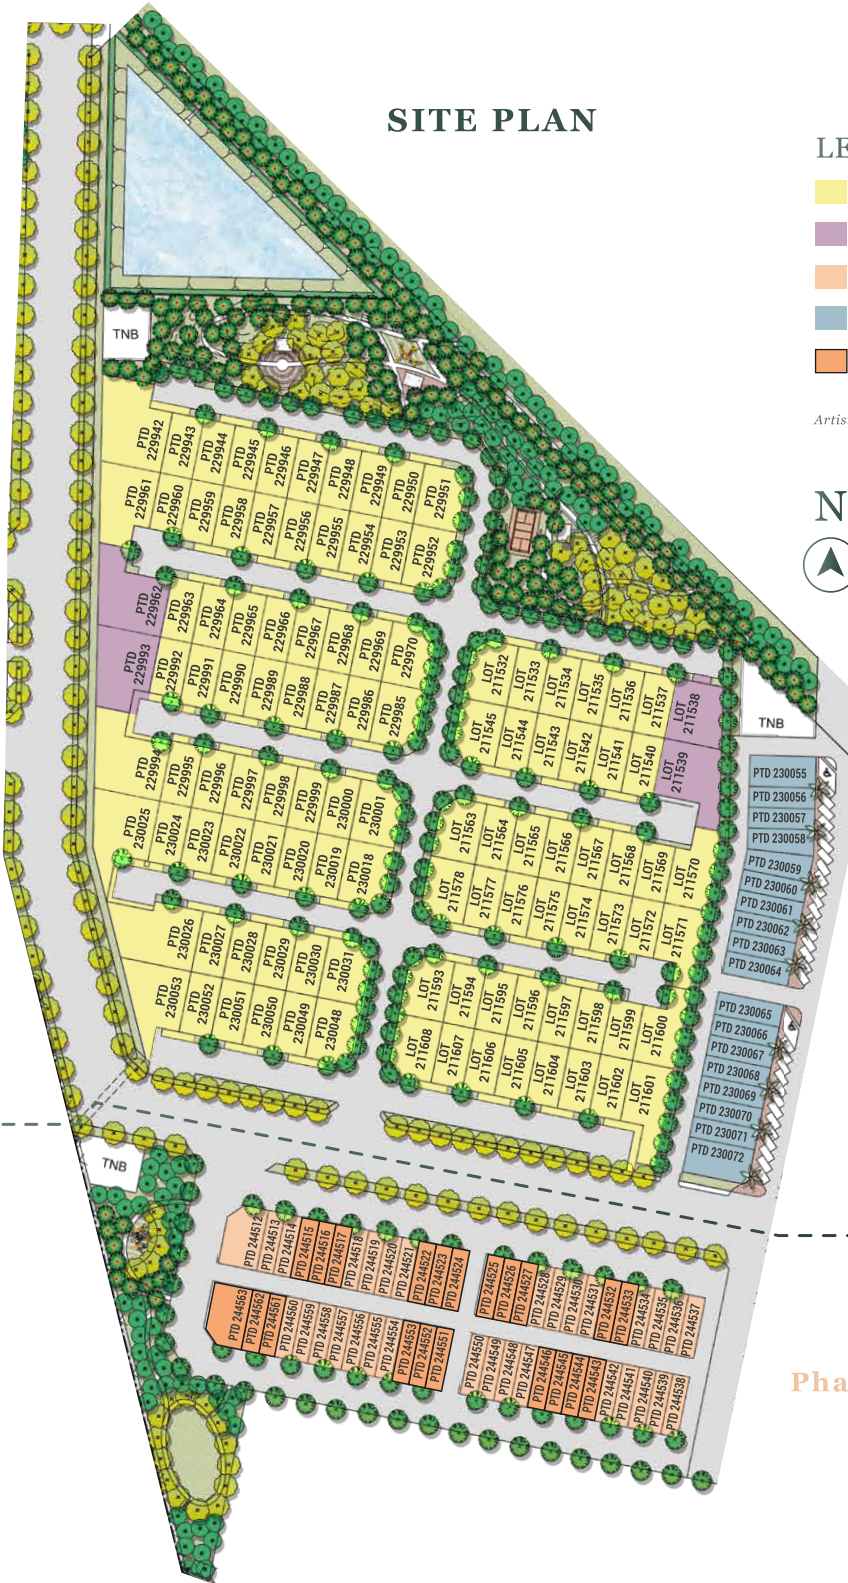 SITE PLAN
LE
Artis
N
TNB
PTD 229942
PTD 229943
PTD 229944
PTD 229945
PTD 229946
PTD 229947
PTD 229948
PTD 229949
PTD 229950
PTD 229951
PTD 229961
PTD 229960
PTD 229959
PTD 229958
PTD 229957
PTD 229956
PTD 229955
PTD 229954
PTD 229953
PTD 229952
PTD 229962
PTD 229963
PTD 229964
PTD 229965
PTD 229966
PTD 229967
PTD 229968
PTD 229969
PTD 229970
PTD 229993
PTD 229992
PTD 229991
PTD 229990
PTD 229989
PTD 229988
PTD 229987
PTD 229986
PTD 229985
PTD 229994
PTD 229995
PTD 229996
PTD 229997
PTD 229998
PTD 229999
PTD 230000
PTD 230001
PTD 230025
PTD 230024
PTD 230023
PTD 230022
PTD 230021
PTD 230020
PTD 230019
PTD 230018
PTD 230026
PTD 230027
PTD 230028
PTD 230029
PTD 230030
PTD 230031
PTD 230053
PTD 230052
PTD 230051
PTD 230050
PTD 230049
PTD 230048
LOT 211532
LOT 211533
LOT 211534
LOT 211535
LOT 211536
LOT 211537
LOT 211538
LOT 211545
LOT 211544
LOT 211543
LOT 211542
LOT 211541
LOT 211540
LOT 211539
LOT 211563
LOT 211564
LOT 211565
LOT 211566
LOT 211567
LOT 211568
LOT 211569
LOT 211570
LOT 211578
LOT 211577
LOT 211576
LOT 211575
LOT 211574
LOT 211573
LOT 211572
LOT 211571
LOT 211593
LOT 211594
LOT 211595
LOT 211596
LOT 211597
LOT 211598
LOT 211599
LOT 211600
LOT 211608
LOT 211607
LOT 211606
LOT 211605
LOT 211604
LOT 211603
LOT 211602
LOT 211601
TNB
PTD 230055
PTD 230056
PTD 230057
PTD 230058
PTD 230059
PTD 230060
PTD 230061
PTD 230062
PTD 230063
PTD 230064
PTD 230065
PTD 230066
PTD 230067
PTD 230068
PTD 230069
PTD 230070
PTD 230071
PTD 230072
TNB
PTD 244512
PTD 244513
PTD 244514
PTD 244515
PTD 244516
PTD 244517
PTD 244518
PTD 244519
PTD 244520
PTD 244521
PTD 244522
PTD 244523
PTD 244524
PTD 244525
PTD 244526
PTD 244527
PTD 244528
PTD 244529
PTD 244530
PTD 244531
PTD 244532
PTD 244533
PTD 244534
PTD 244535
PTD 244536
PTD 244537
PTD 244563
PTD 244562
PTD 244561
PTD 244560
PTD 244559
PTD 244558
PTD 244557
PTD 244556
PTD 244555
PTD 244554
PTD 244553
PTD 244552
PTD 244551
PTD 244550
PTD 244549
PTD 244548
PTD 244547
PTD 244546
PTD 244545
PTD 244544
PTD 244543
PTD 244542
PTD 244541
PTD 244540
PTD 244539
PTD 244538
Pha